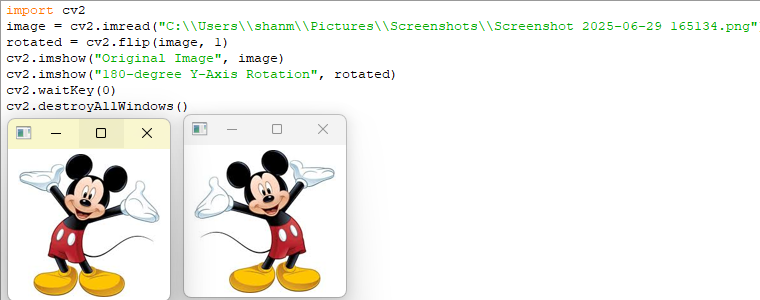 import cv2
image = cv2.imread("C:\\Users\\shanm\\Pictures\\Screenshots\\Screenshot 2025-06-29 165134.png"
rotated = cv2.flip(image, 1)
cv2.imshow("Original Image", image)
cv2.imshow("180-degree Y-Axis Rotation", rotated)
cv2.waitKey(0)
cv2.destroyAllWindows()